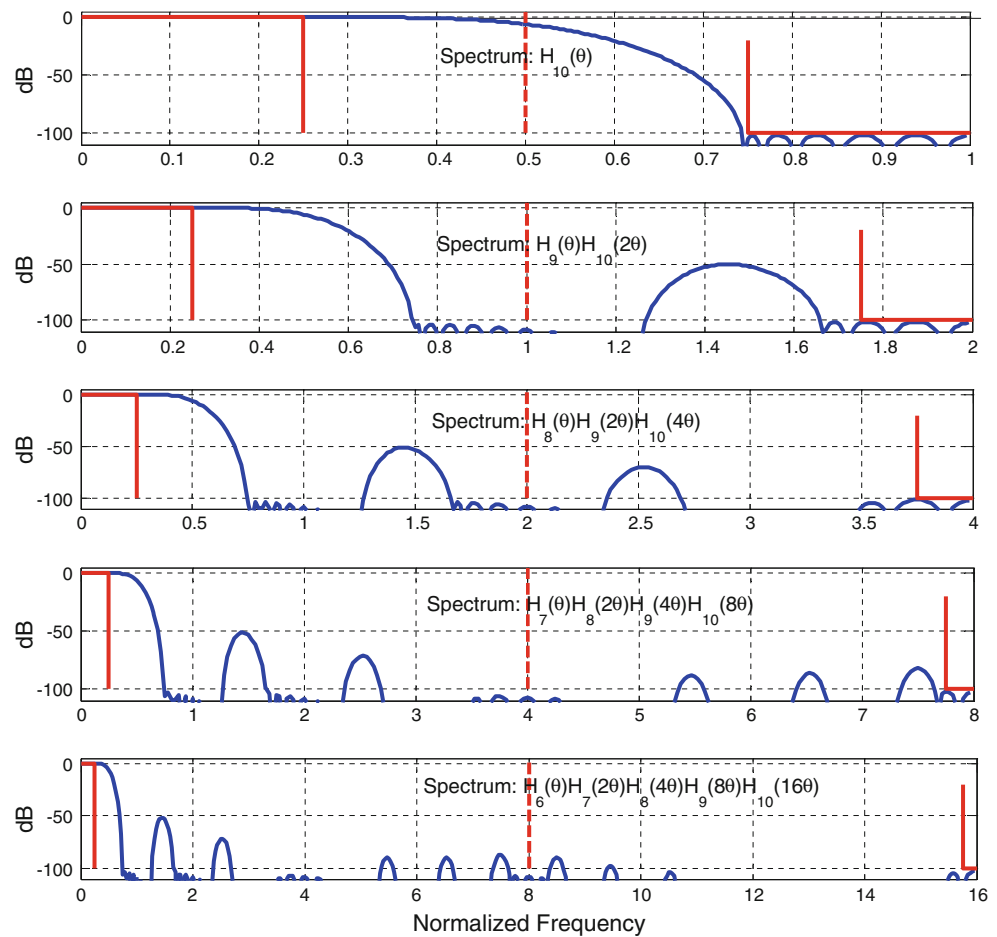 0
-50
-100
dB
Spectrum: H10(θ)
0 0.1 0.2 0.3 0.4 0.5 0.6 0.7 0.8 0.9 1
0
-50
-100
dB
Spectrum: H9(θ)H10(2θ)
0 0.2 0.4 0.6 0.8 1 1.2 1.4 1.6 1.8 2
0
-50
-100
dB
Spectrum: H8(θ)H9(2θ)H10(4θ)
0 0.5 1 1.5 2 2.5 3 3.5 4
0
-50
-100
dB
Spectrum: H7(θ)H8(2θ)H9(4θ)H10(8θ)
0 1 2 3 4 5 6 7 8
0
-50
-100
dB
Spectrum: H6(θ)H7(2θ)H8(4θ)H9(8θ)H10(16θ)
0 2 4 6 8 10 12 14 16
Normalized Frequency